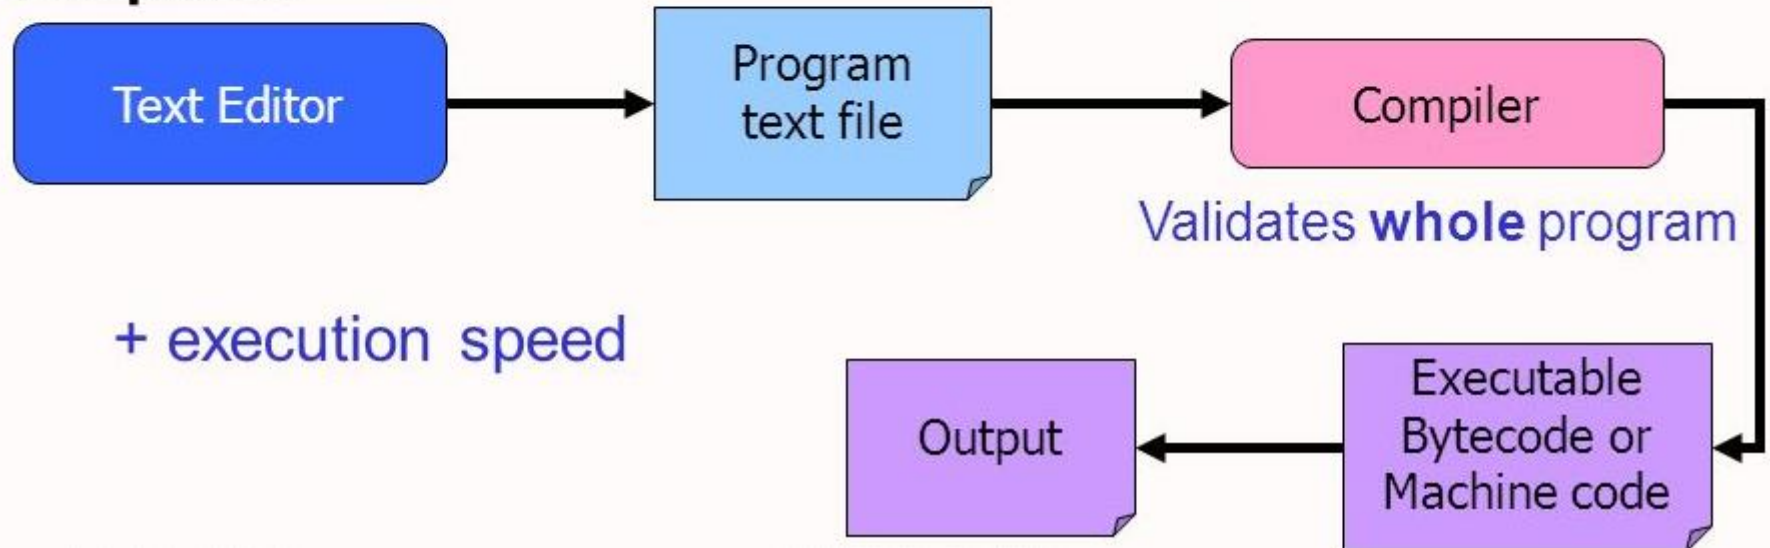 Text Editor
Program
text file
Compiler
Validates whole program
+ execution speed
Executable
Bytecode or
Machine code
Output